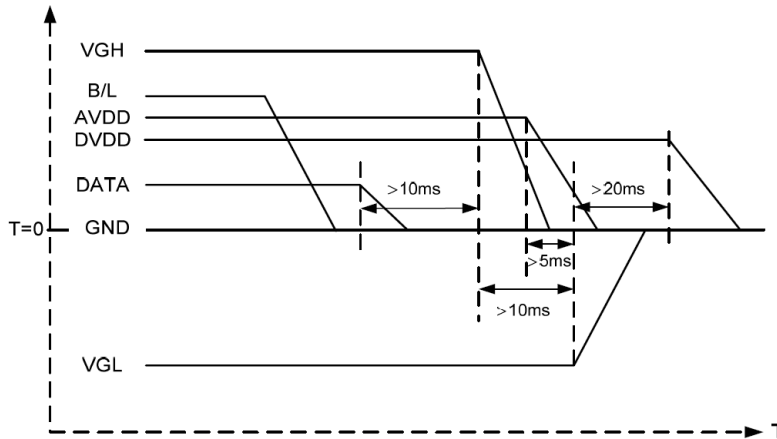 VGH
B/L
AVDD
DVDD
DATA
>10ms
>20ms
T=0
GND
>5ms
>10ms
VGL
T